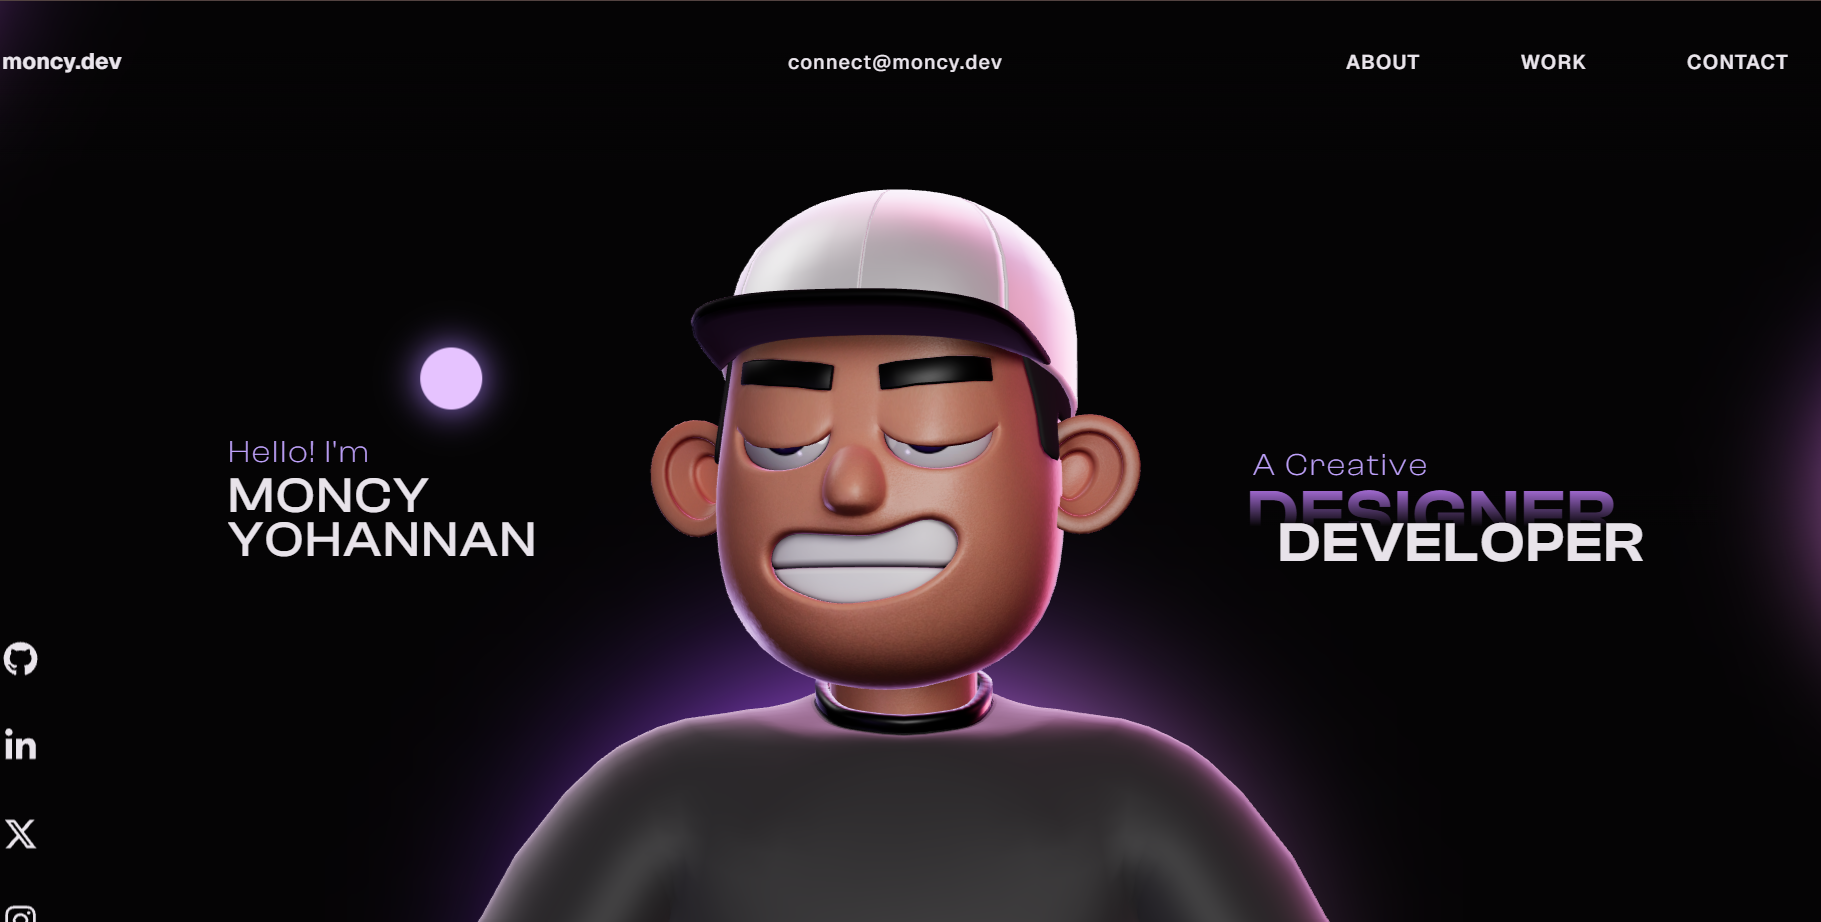 moncy.dev
connect@moncy.dev
ABOUT
WORK
CONTACT
Hello! I'm
MONCY
YOHANNAN
A Creative
DESIGNER
DEVELOPER